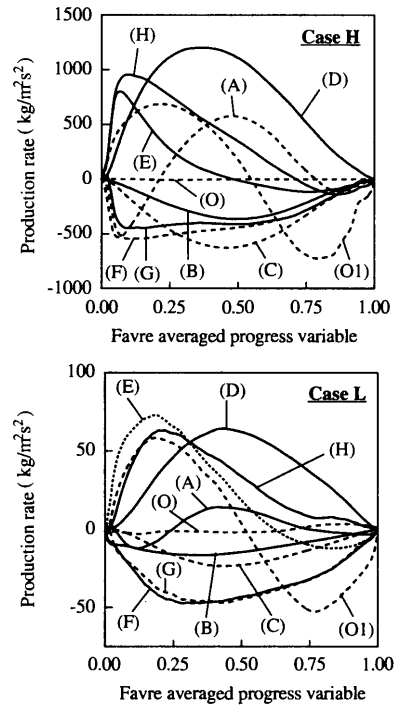 1500
1000
500
0
-500
-1000
Production rate ( kg/m²s²)
Case H
(H)
(A)
(D)
(E)
(O)
(F)
(G)
(B)
(C)
(O1)
0.00
0.25
0.50
0.75
1.00
Favre averaged progress variable
100
50
0
-50
Production rate ( kg/m²s²)
Case L
(E)
(D)
(H)
(A)
(O)
(G)
(F)
(B)
(C)
(O1)
0.00
0.25
0.50
0.75
1.00
Favre averaged progress variable